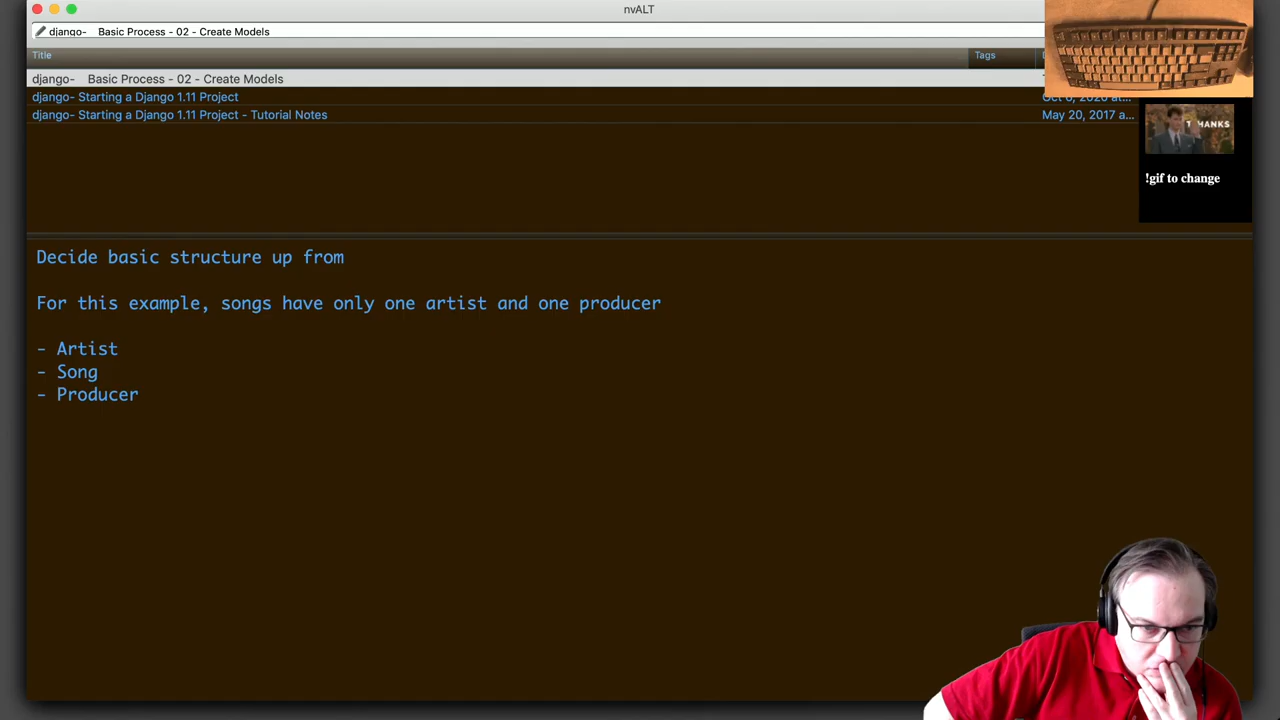 nvALT
django-   Basic Process - 02 - Create Models
Title
Tags
django-   Basic Process - 02 - Create Models
django- Starting a Django 1.11 Project
django- Starting a Django 1.11 Project - Tutorial Notes
May 20, 2017 a...
HANKS
!gif to change
Decide basic structure up from
For this example, songs have only one artist and one producer
- Artist
- Song
- Producer